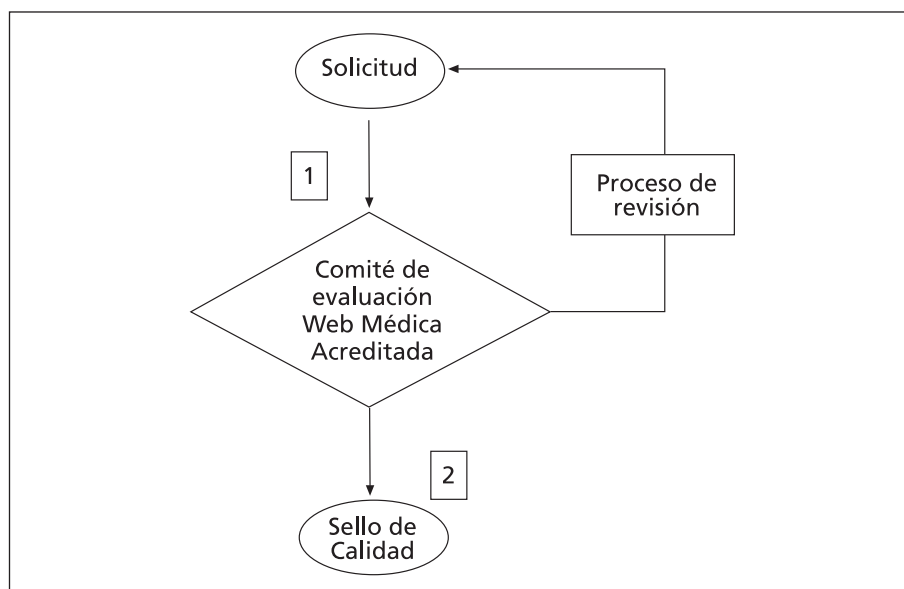 Solicitud
1
Proceso de
revisión
Comité de
evaluación
Web Médica
Acreditada
2
Sello de
Calidad